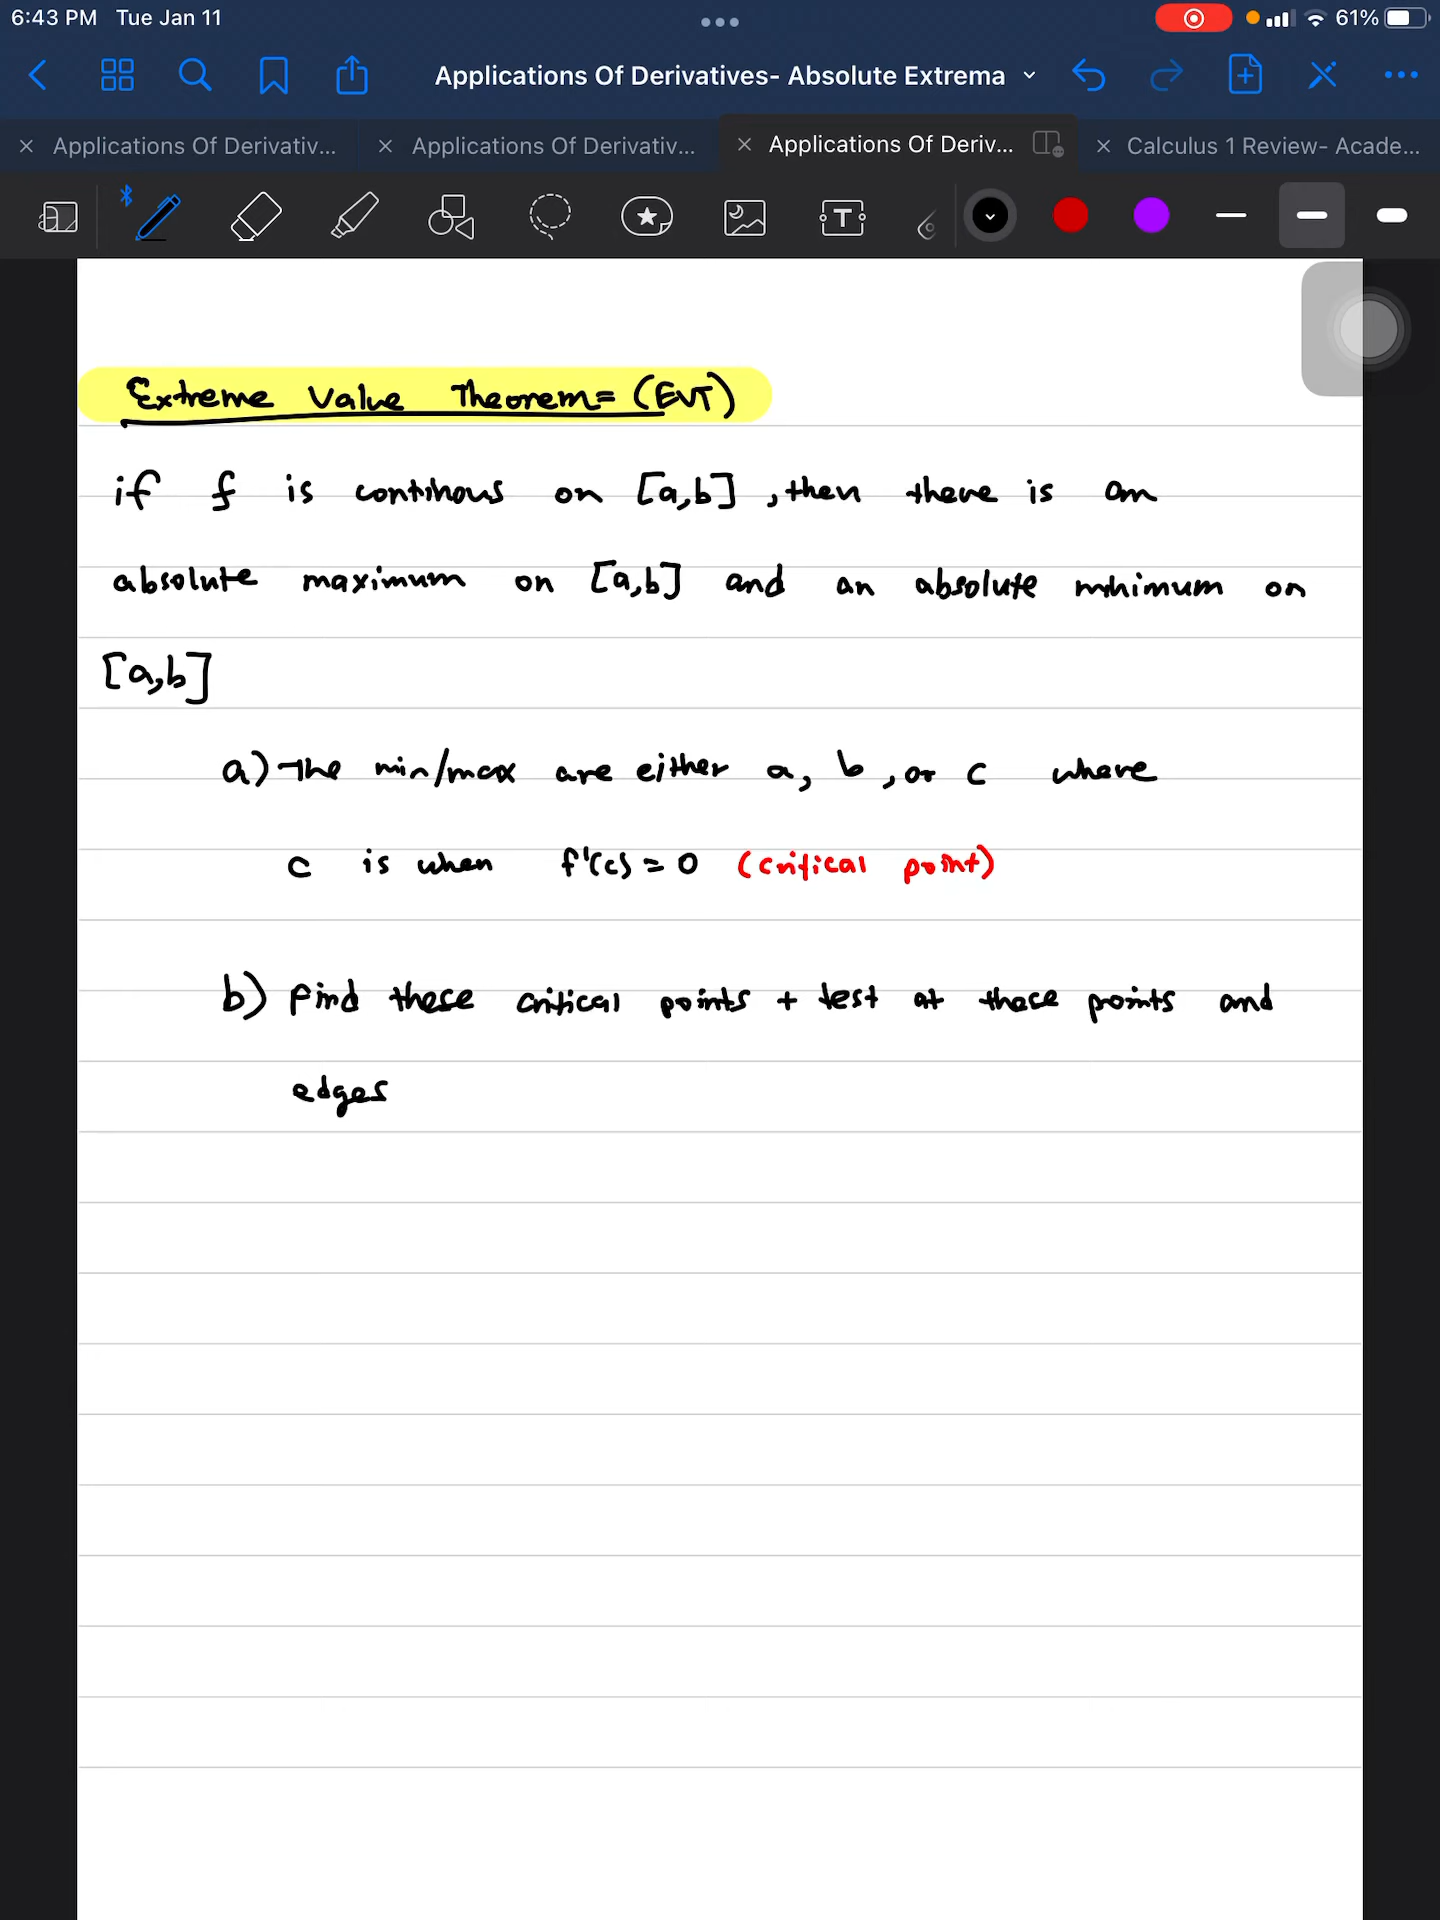 6:43 PM Tue Jan 11
61%
Applications Of Derivatives- Absolute Extrema
Applications Of Derivativ...
Applications Of Derivativ...
Applications Of Deriv...
Calculus 1 Review- Acade...
Extreme Value Theorem= (EVT)
if f is continous on [a,b], then there is an
absolute maximum on [a,b] and an absolute minimum on
[a,b]
a) The min/max are either a, b, or c where
c is when f'(c) = 0 (critical point)
b) Find these critical points + test at these points and
edges